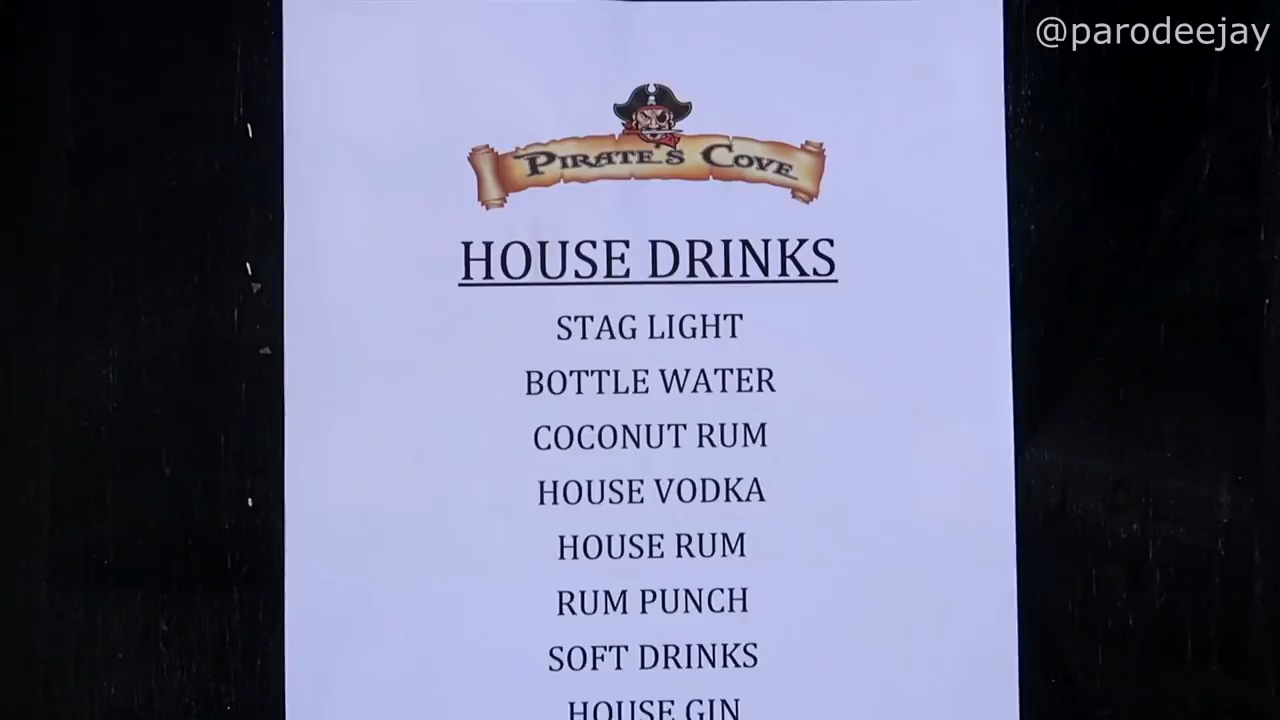 @parodeejay
PIRATE'S COVE
HOUSE DRINKS
STAG LIGHT
BOTTLE WATER
COCONUT RUM
HOUSE VODKA
HOUSE RUM
RUM PUNCH
SOFT DRINKS
HOUSE GIN